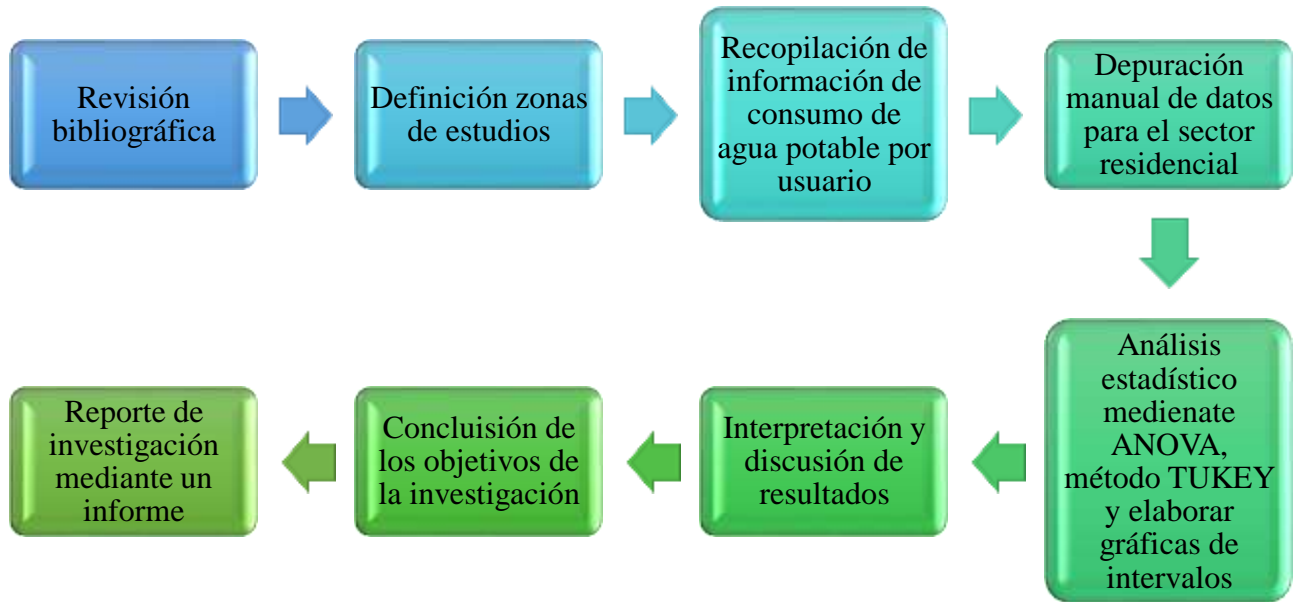 Revisión
bibliográfica
Definición zonas
de estudios
Recopilación de
información de
consumo de
agua potable por
usuario
Depuración
manual de datos
para el sector
residencial
Análisis
estadístico
medienate
ANOVA,
método TUKEY
y elaborar
gráficas de
intervalos
Interpretación y
discusión de
resultados
Concluisión de
los objetivos de
la investigación
Reporte de
investigación
mediante un
informe